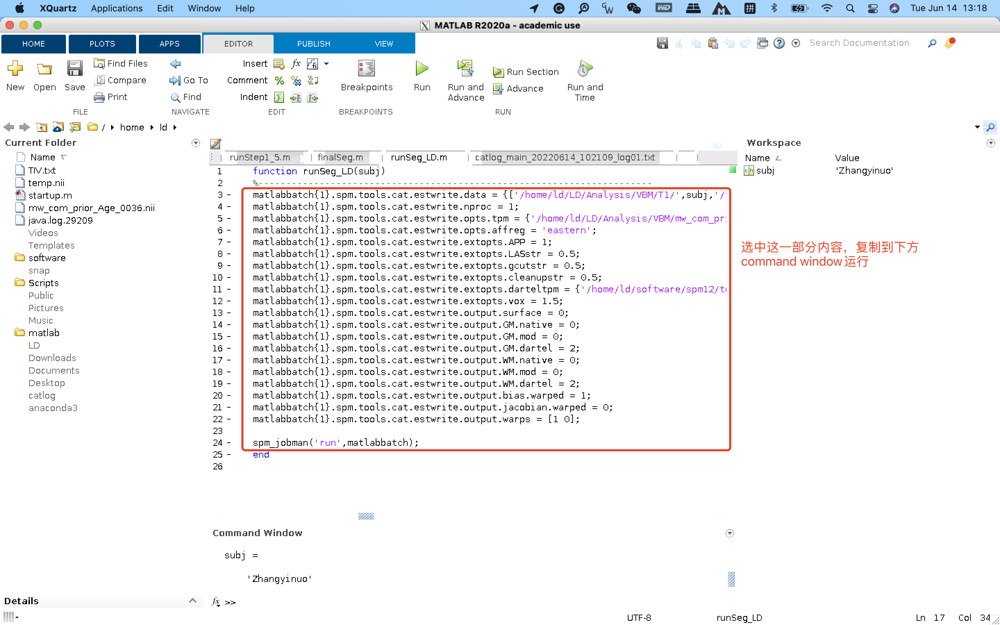 XQuartz Applications Edit Window Help
Tue Jun 14 13:18
MATLAB R2020a - academic use
HOME PLOTS APPS EDITOR PUBLISH VIEW
Search Documentation
New Open Save Find Files Compare Print
FILE
Go To Find
NAVIGATE
Insert fx
Comment
Indent
EDIT
Breakpoints
BREAKPOINTS
Run
Run and Advance
Run Section
Advance
Run and Time
RUN
/ home ld
Current Folder
Name
TIV.txt
temp.nii
startup.m
mw_com_prior_Age_0036.nii
java.log.29209
Videos
Templates
software
snap
Scripts
Public
Pictures
Music
matlab
LD
Downloads
Documents
Desktop
catlog
anaconda3
Details
runStep1_5.m finalSeg.m runSeg_LD.m catlog_main_20220614_102109_log01.txt
1 function runSeg_LD(subj)
2 %-----------------------------------------------------------------------
3 - matlabbatch{1}.spm.tools.cat.estwrite.data = {['/home/ld/LD/Analysis/VBM/T1/',subj,'/
4 - matlabbatch{1}.spm.tools.cat.estwrite.nproc = 1;
5 - matlabbatch{1}.spm.tools.cat.estwrite.opts.tpm = {'/home/ld/LD/Analysis/VBM/mw_com_pri
6 - matlabbatch{1}.spm.tools.cat.estwrite.opts.affreg = 'eastern';
7 - matlabbatch{1}.spm.tools.cat.estwrite.extopts.APP = 1;
8 - matlabbatch{1}.spm.tools.cat.estwrite.extopts.LASstr = 0.5;
9 - matlabbatch{1}.spm.tools.cat.estwrite.extopts.gcutstr = 0.5;
10 - matlabbatch{1}.spm.tools.cat.estwrite.extopts.cleanupstr = 0.5;
11 - matlabbatch{1}.spm.tools.cat.estwrite.extopts.darteltpm = {'/home/ld/software/spm12/t
12 - matlabbatch{1}.spm.tools.cat.estwrite.extopts.vox = 1.5;
13 - matlabbatch{1}.spm.tools.cat.estwrite.output.surface = 0;
14 - matlabbatch{1}.spm.tools.cat.estwrite.output.GM.native = 0;
15 - matlabbatch{1}.spm.tools.cat.estwrite.output.GM.mod = 0;
16 - matlabbatch{1}.spm.tools.cat.estwrite.output.GM.dartel = 2;
17 - matlabbatch{1}.spm.tools.cat.estwrite.output.WM.native = 0;
18 - matlabbatch{1}.spm.tools.cat.estwrite.output.WM.mod = 0;
19 - matlabbatch{1}.spm.tools.cat.estwrite.output.WM.dartel = 2;
20 - matlabbatch{1}.spm.tools.cat.estwrite.output.bias.warped = 1;
21 - matlabbatch{1}.spm.tools.cat.estwrite.output.jacobian.warped = 0;
22 - matlabbatch{1}.spm.tools.cat.estwrite.output.warps = [1 0];
23
24 - spm_jobman('run',matlabbatch);
25 - end
26
Workspace
Name Value
subj 'Zhangyinuo'
选中这一部分内容，复制到下方
command window运行
Command Window
subj =
'Zhangyinuo'
fx >>
UTF-8 runSeg_LD Ln 17 Col 34